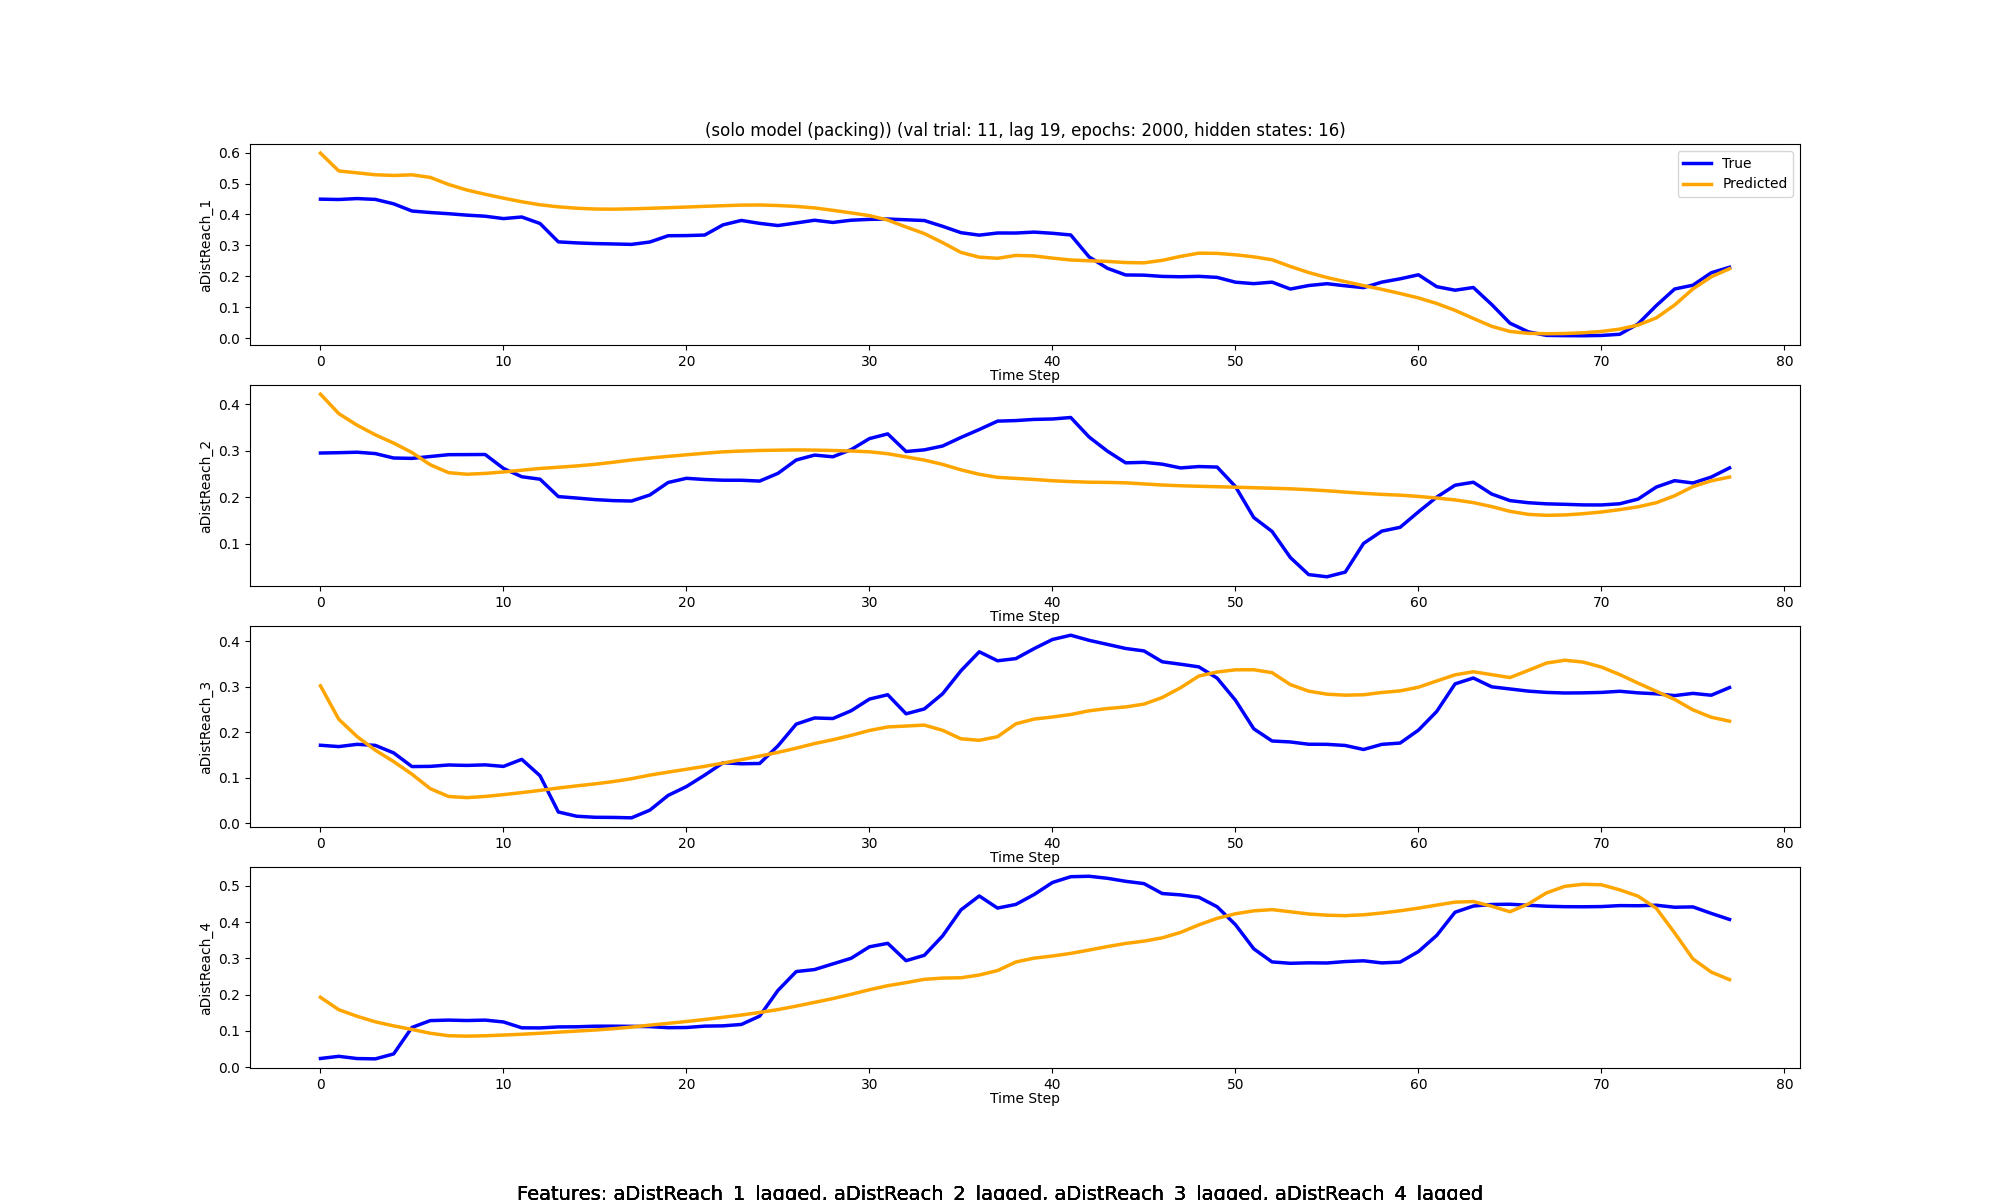 (solo model (packing)) (val trial: 11, lag 19, epochs: 2000, hidden states: 16)
True
Predicted
aDistReach_1
0.6
0.5
0.4
0.3
0.2
0.1
0.0
0 10 20 30 40 50 60 70 80
Time Step
aDistReach_2
0.4
0.3
0.2
0.1
0 10 20 30 40 50 60 70 80
Time Step
aDistReach_3
0.4
0.3
0.2
0.1
0.0
0 10 20 30 40 50 60 70 80
Time Step
aDistReach_4
0.5
0.4
0.3
0.2
0.1
0.0
0 10 20 30 40 50 60 70 80
Time Step
Features: aDistReach_1_lagged, aDistReach_2_lagged, aDistReach_3_lagged, aDistReach_4_lagged